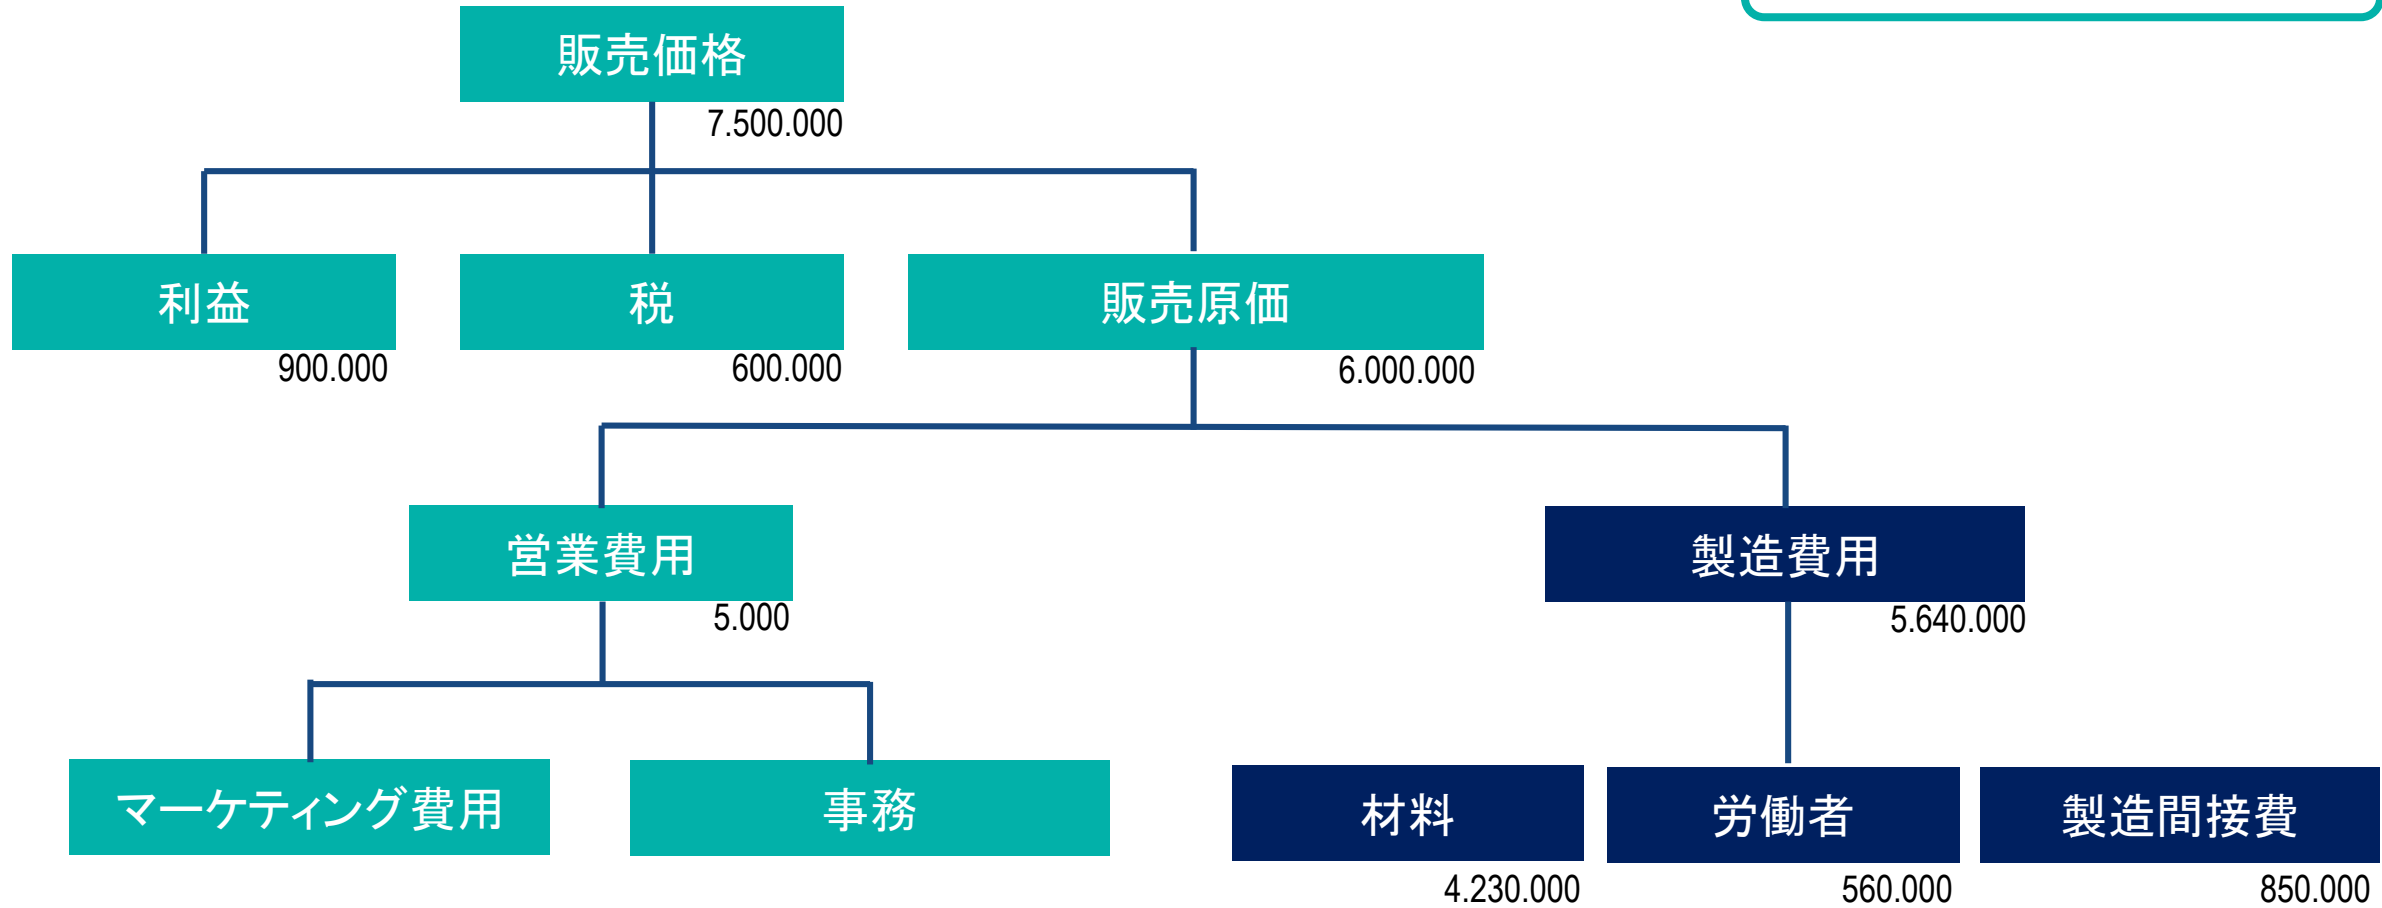 販売価格
7.500.000
利益
税
販売原価
900.000
600.000
6.000.000
営業費用
製造費用
5.000
5.640.000
マーケティング費用
事務
材料
労働者
製造間接費
4.230.000
560.000
850.000